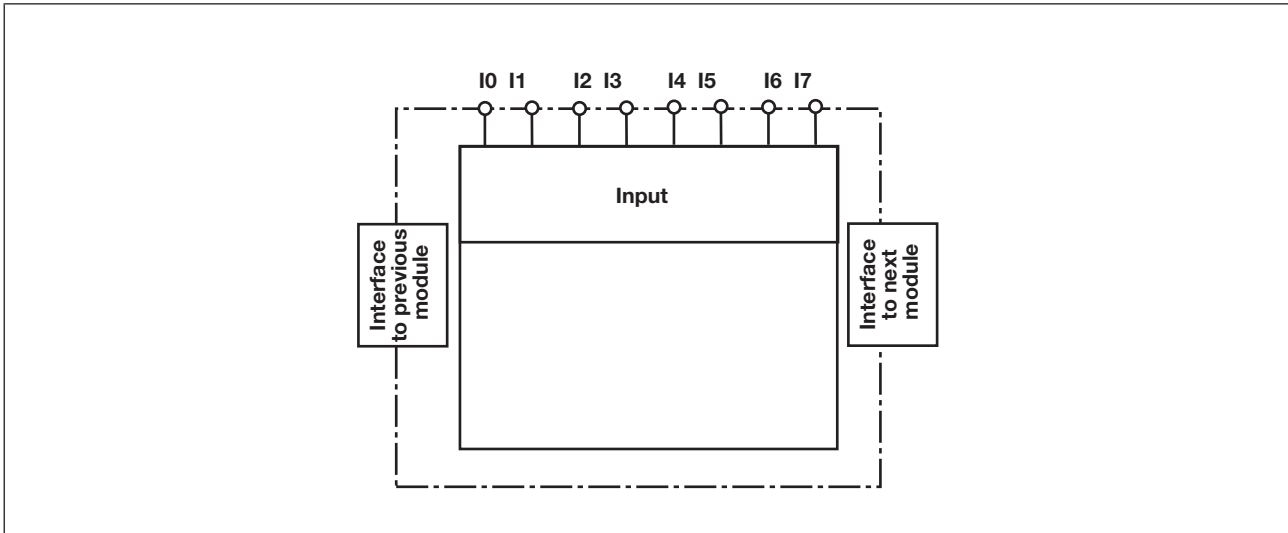 I0 I1 I2 I3 I4 I5 I6 I7
Input
Interface
to previous
module
Interface
to next
module